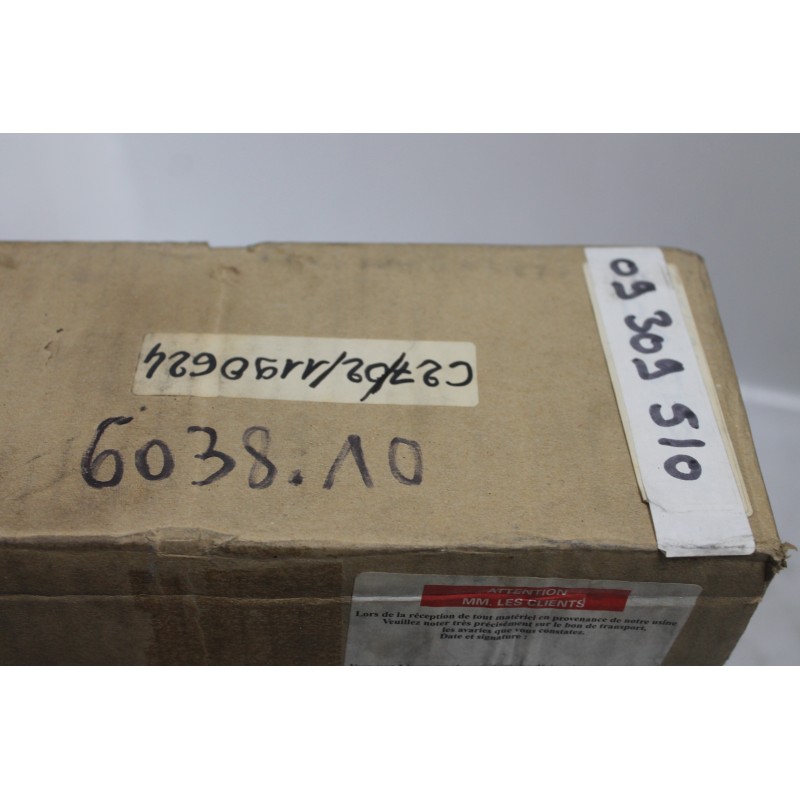 C2702/1190624
6038.10
09 309 510
ATTENTION
MM. LES CLIENTS
Lors de la réception de tout matériel en provenance de notre usine
Veuillez noter très précisément sur le bon de transport,
les avaries que vous constatez.
Date et signature :